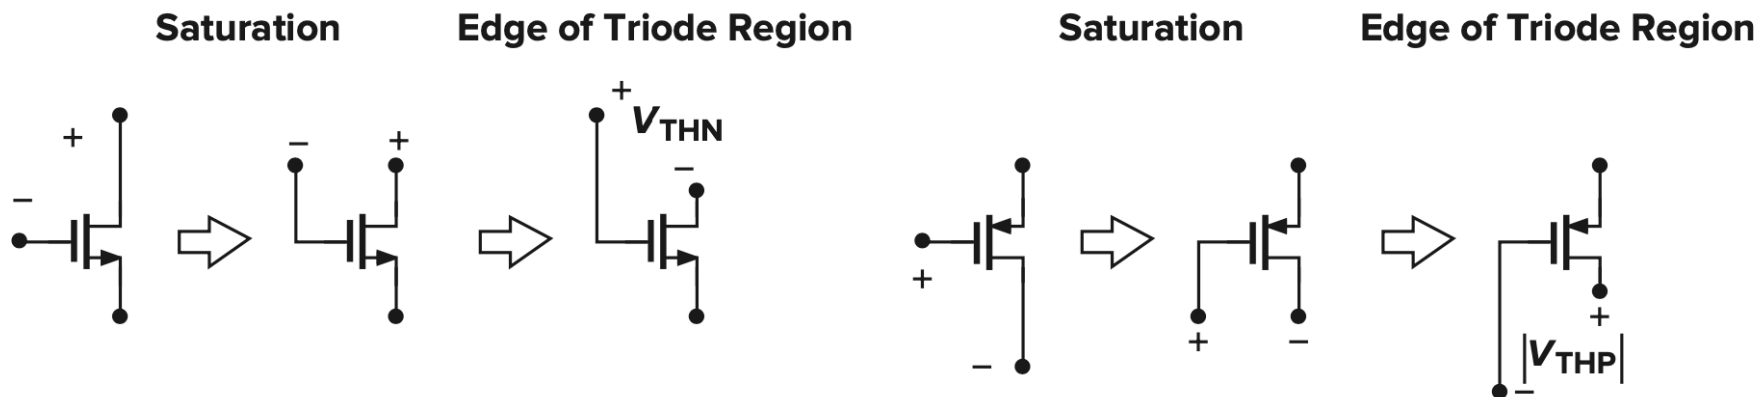 Saturation
Edge of Triode Region
Saturation
Edge of Triode Region
+
−
−
+
+
VTHN
−
+
−
+
−
+
|VTHP|
−